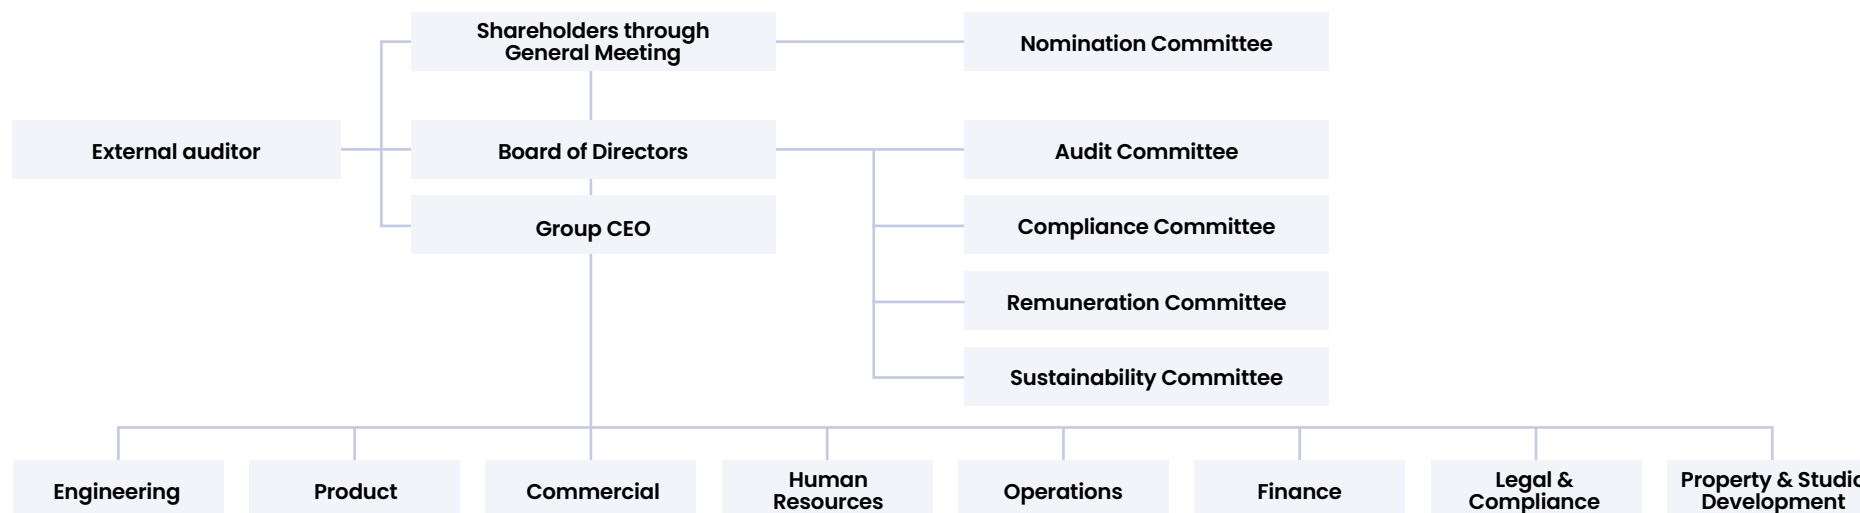 Shareholders through
General Meeting
Nomination Committee
External auditor
Board of Directors
Audit Committee
Group CEO
Compliance Committee
Remuneration Committee
Sustainability Committee
Engineering
Product
Commercial
Human
Resources
Operations
Finance
Legal &
Compliance
Property & Studio
Development